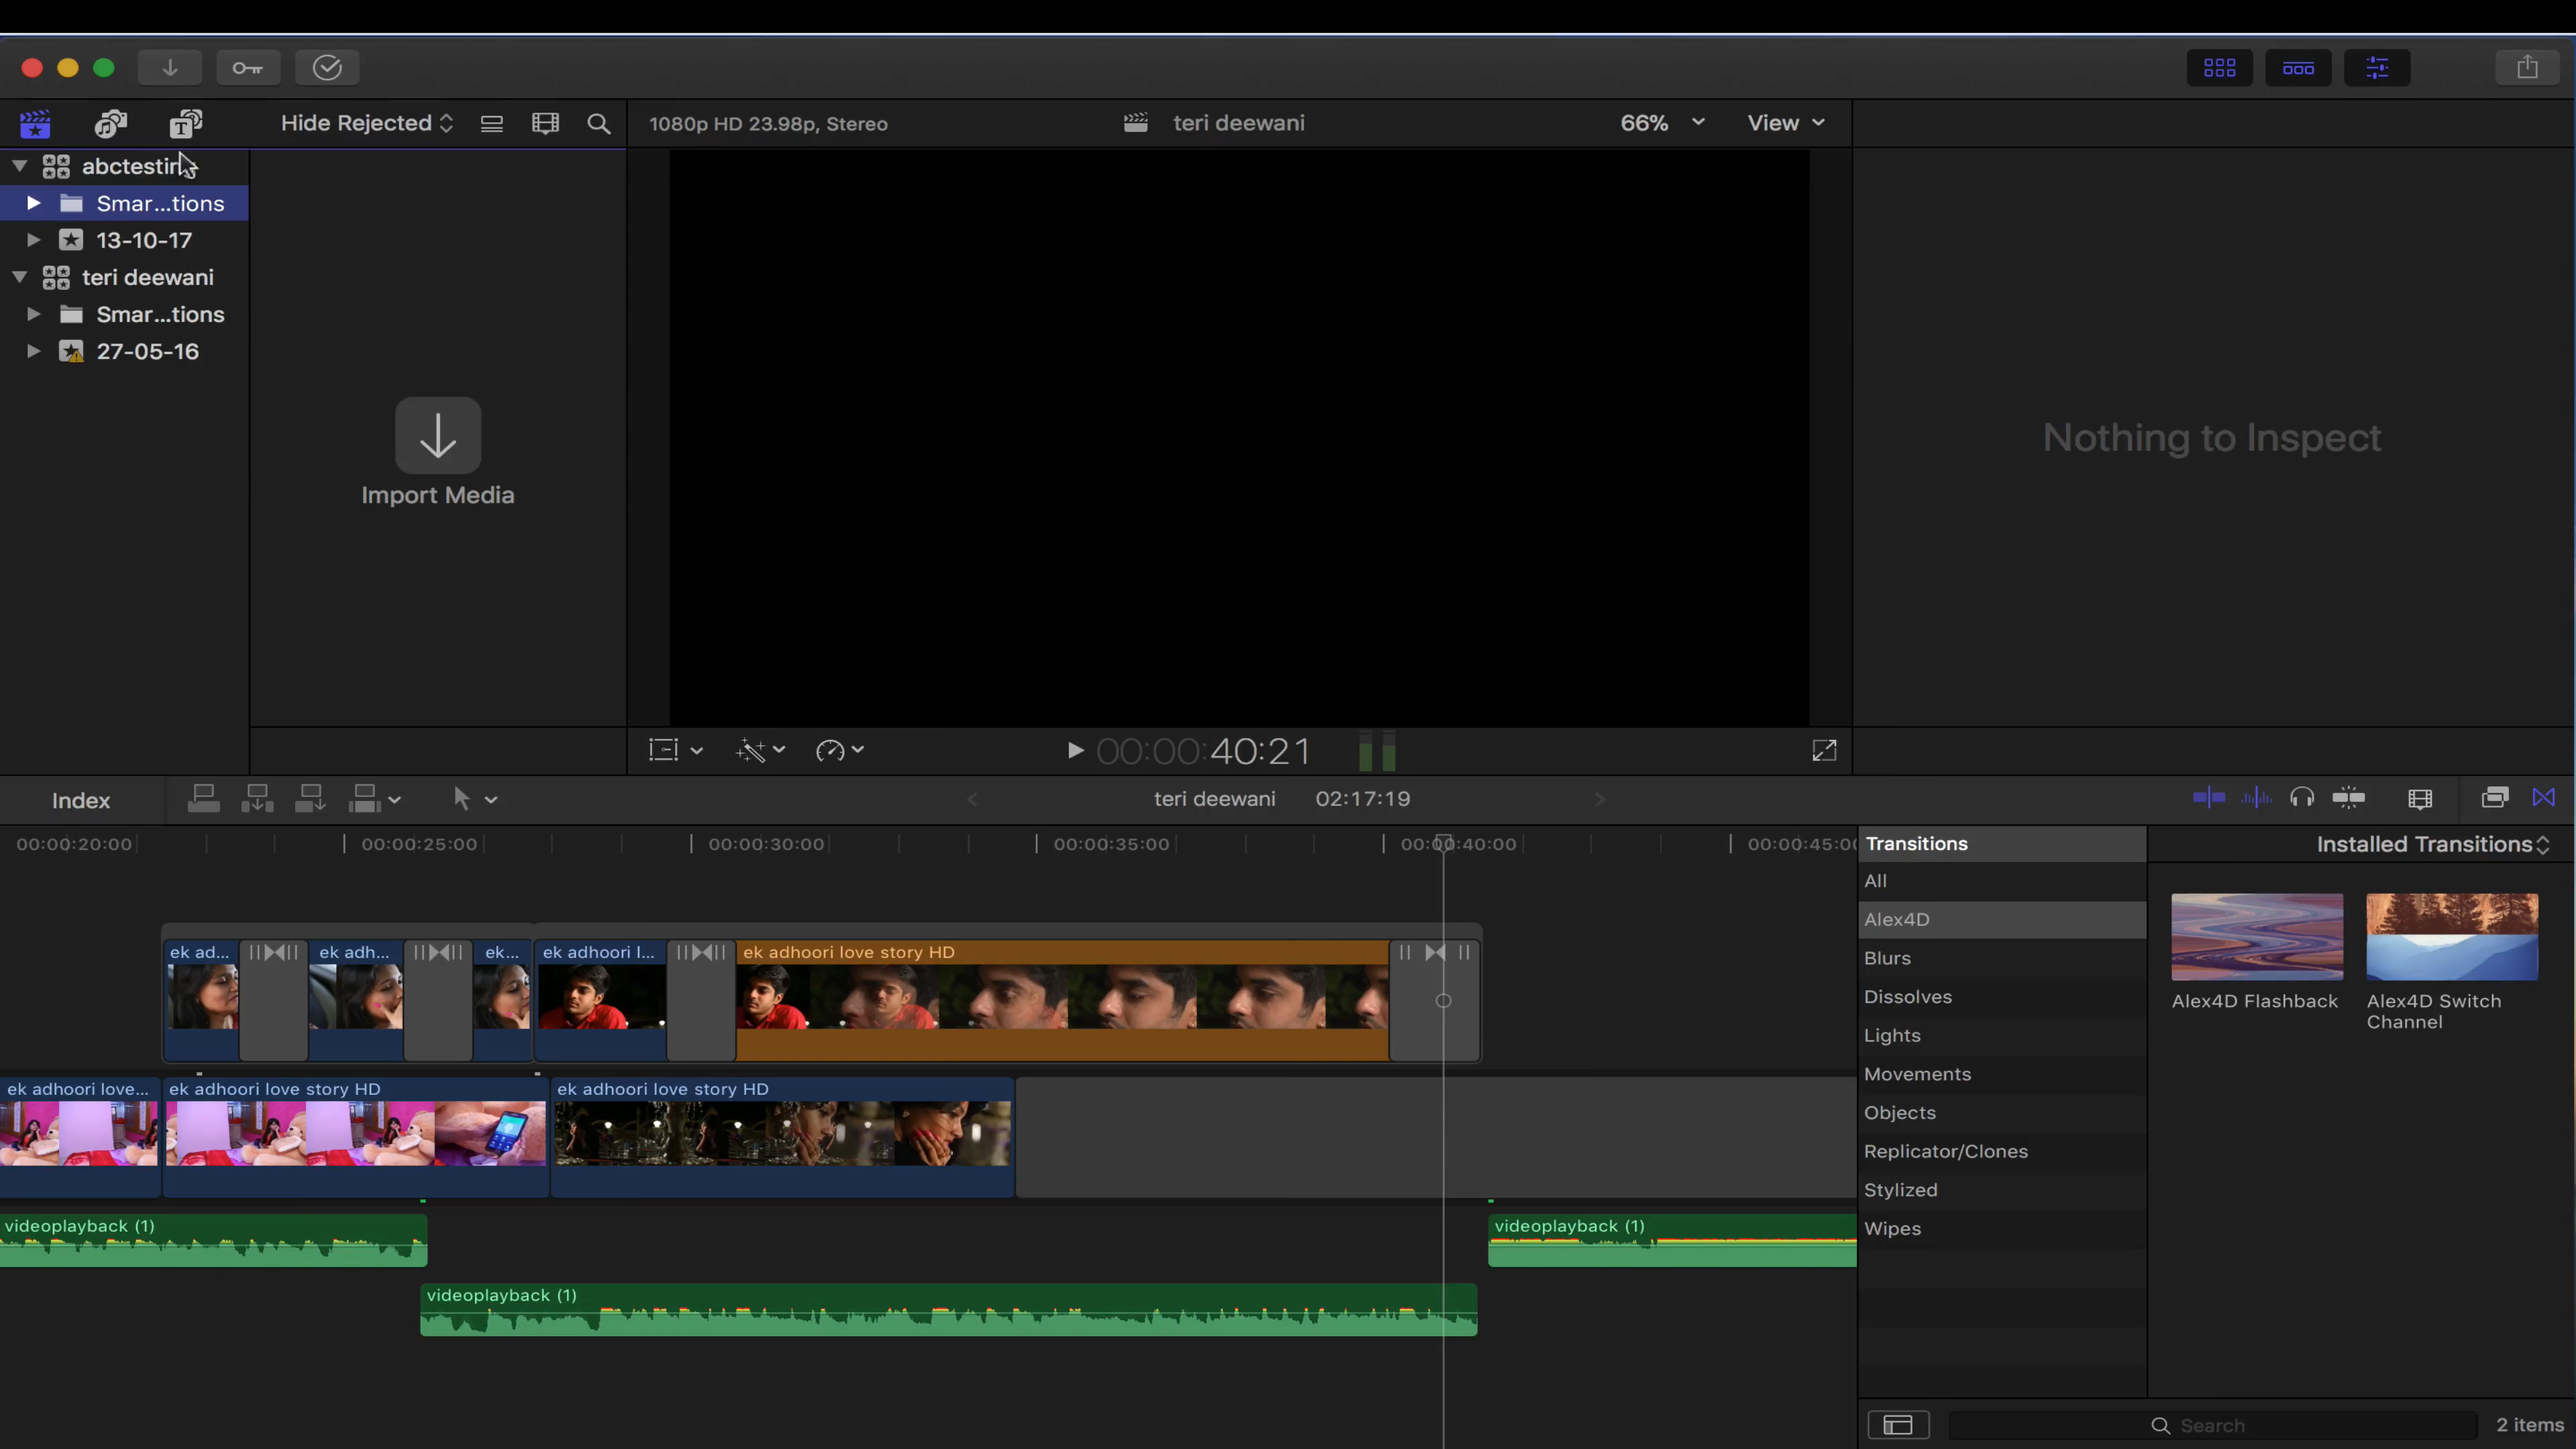 Hide Rejected
1080p HD 23.98p, Stereo
teri deewani
66%
View
abctestin
Smar...tions
13-10-17
teri deewani
Smar...tions
27-05-16
Import Media
Nothing to Inspect
00:00:40:21
Index
teri deewani
02:17:19
00:00:20:00
00:00:25:00
00:00:30:00
00:00:35:00
00:00:40:00
00:00:45:00
Transitions
Installed Transitions
All
Alex4D
Blurs
Dissolves
Lights
Movements
Objects
Replicator/Clones
Stylized
Wipes
Alex4D Flashback
Alex4D Switch
Channel
ek ad...
ek adh...
ek...
ek adhoori l...
ek adhoori love story HD
ek adhoori love...
ek adhoori love story HD
ek adhoori love story HD
videoplayback (1)
videoplayback (1)
videoplayback (1)
Search
2 items